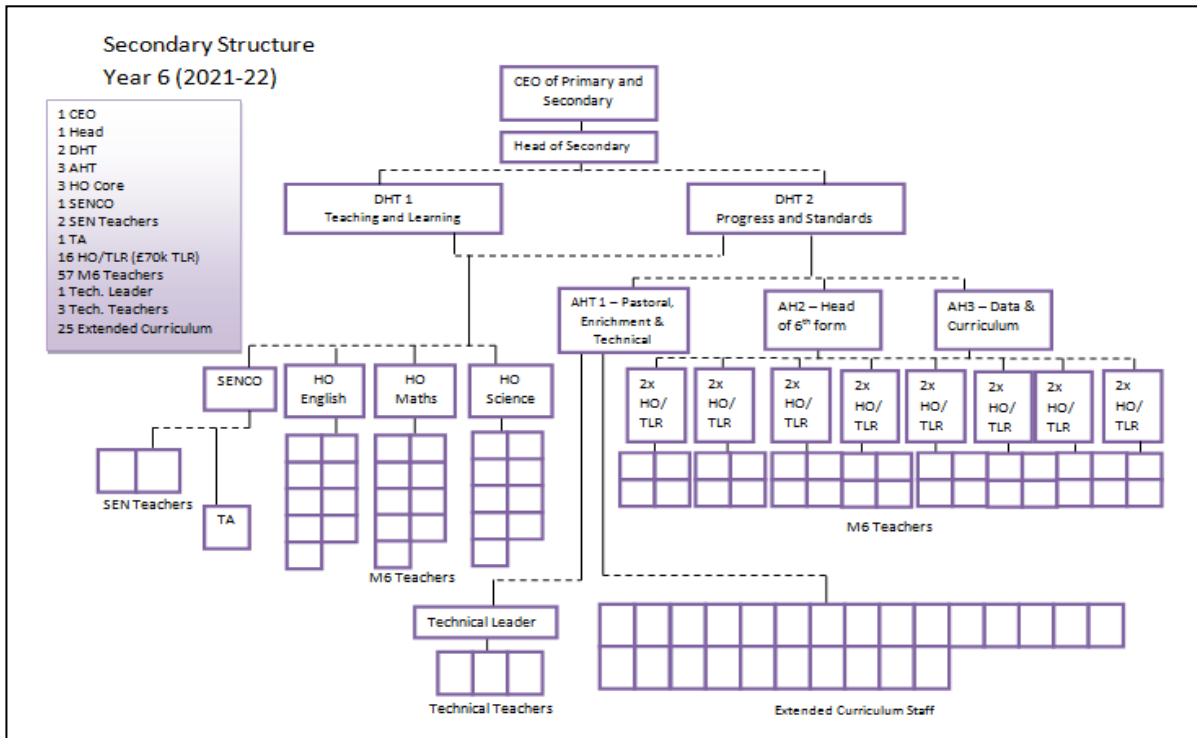 Secondary Structure
Year 6 (2021-22)
1 CEO
1 Head
2 DHT
3 AHT
3 HO Core
1 SENCO
2 SEN Teachers
1 TA
16 HO/TLR (£70k TLR)
57 M6 Teachers
1 Tech. Leader
3 Tech. Teachers
25 Extended Curriculum
CEO of Primary and
Secondary
Head of Secondary
DHT 1
Teaching and Learning
DHT 2
Progress and Standards
AHT 1 – Pastoral,
Enrichment &
Technical
AH2 – Head
of 6th form
AH3 – Data &
Curriculum
SENCO
HO
English
HO
Maths
HO
Science
2x
HO/
TLR
2x
HO/
TLR
2x
HO/
TLR
2x
HO/
TLR
2x
HO/
TLR
2x
HO/
TLR
2x
HO/
TLR
2x
HO/
TLR
SEN Teachers
TA
M6 Teachers
M6 Teachers
Technical Leader
Technical Teachers
Extended Curriculum Staff